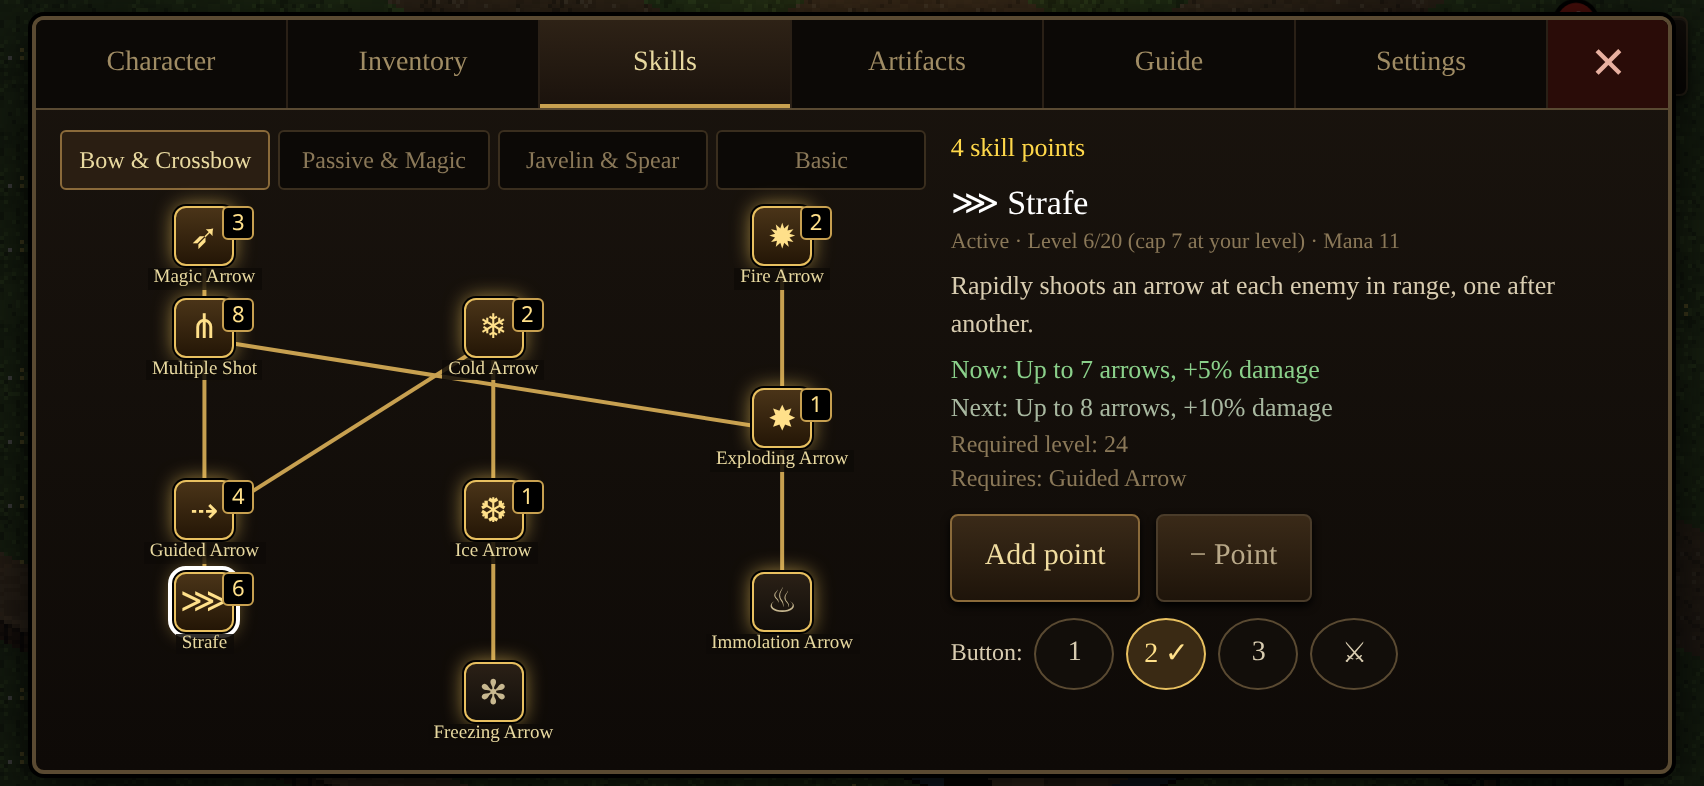 Character
Inventory
Skills
Artifacts
Guide
Settings
✕
Bow & Crossbow
Passive & Magic
Javelin & Spear
Basic
3
Magic Arrow
2
Fire Arrow
8
Multiple Shot
2
Cold Arrow
1
Exploding Arrow
4
Guided Arrow
1
Ice Arrow
6
Strafe
Immolation Arrow
Freezing Arrow
4 skill points
⋙ Strafe
Active · Level 6/20 (cap 7 at your level) · Mana 11
Rapidly shoots an arrow at each enemy in range, one after
another.
Now: Up to 7 arrows, +5% damage
Next: Up to 8 arrows, +10% damage
Required level: 24
Requires: Guided Arrow
Add point
− Point
Button:
1
2 ✓
3
⚔